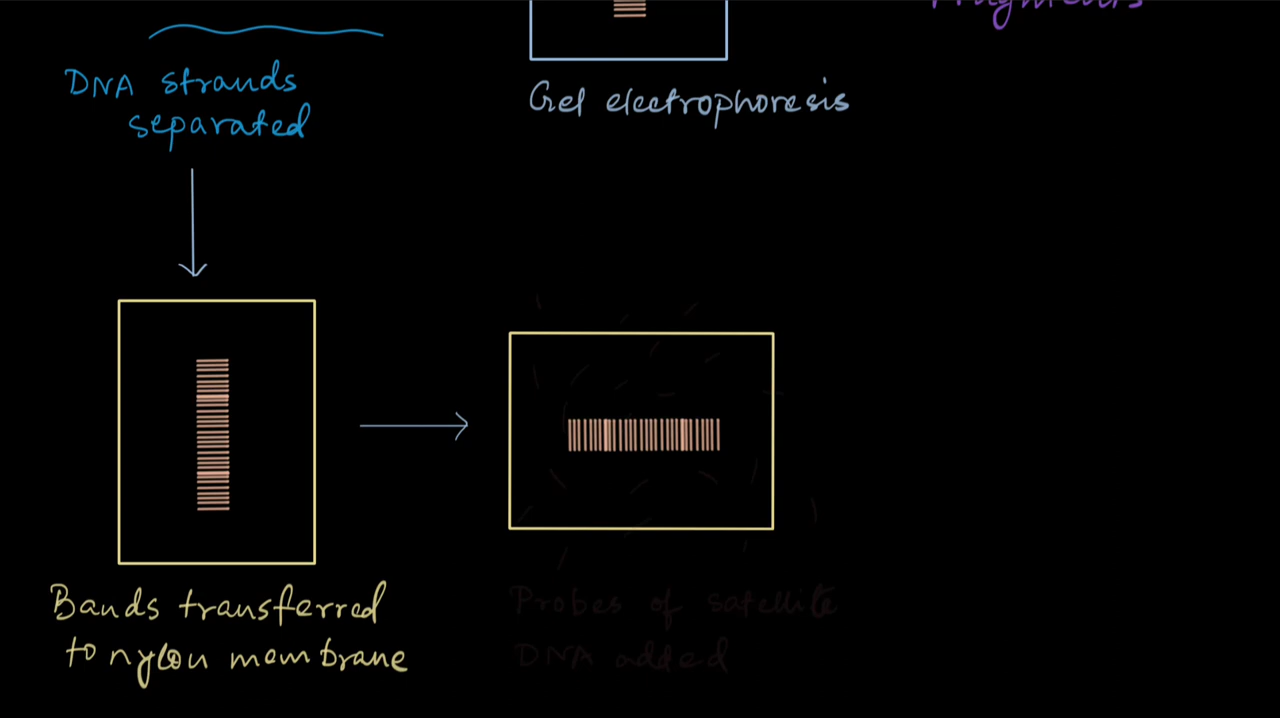 DNA strands
separated
Gel electrophoresis
Bands transferred
to nylon membrane
Probes of satellite
DNA added